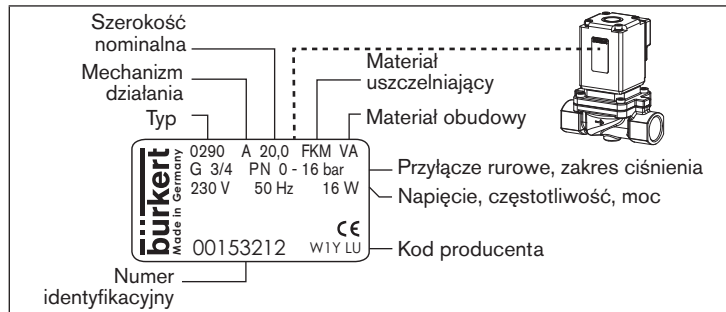 Szerokość
nominalna
Mechanizm
działania
Typ
Materiał
uszczelniający
Materiał obudowy
bürkert
Made in Germany
0290 A 20,0 FKM VA
G 3/4 PN 0 - 16 bar
230 V 50 Hz 16 W
CE
00153212 W1Y LU
Przyłącze rurowe, zakres ciśnienia
Napięcie, częstotliwość, moc
Kod producenta
Numer
identyfikacyjny